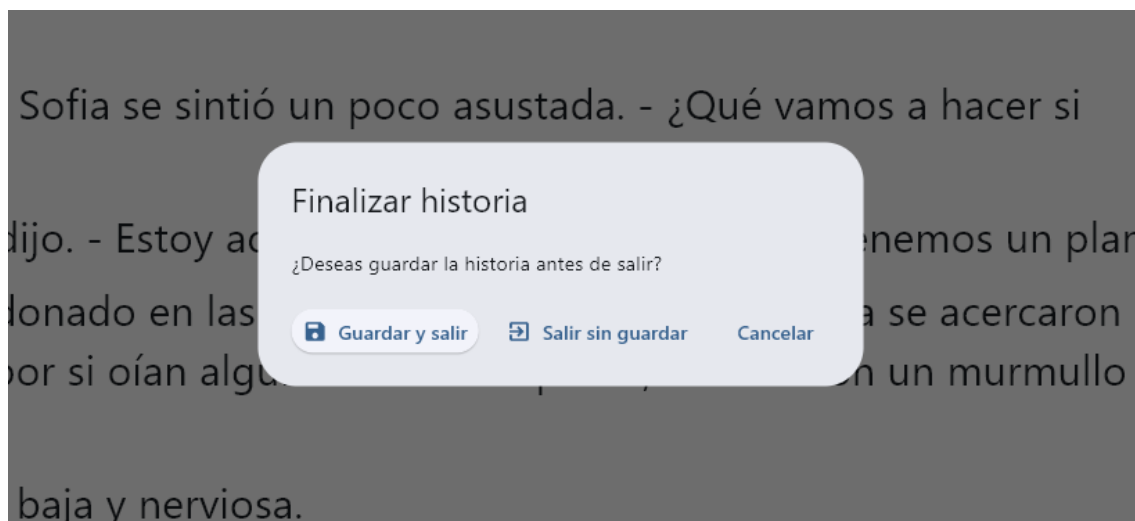 Sofia se sintió un poco asustada. - ¿Qué vamos a hacer si
Finalizar historia
dijo. - Estoy enemos un plan
¿Deseas guardar la historia antes de salir?
donado en las a se acercaron
Guardar y salir Salir sin guardar Cancelar
por si oían algu n un murmullo
baja y nerviosa.